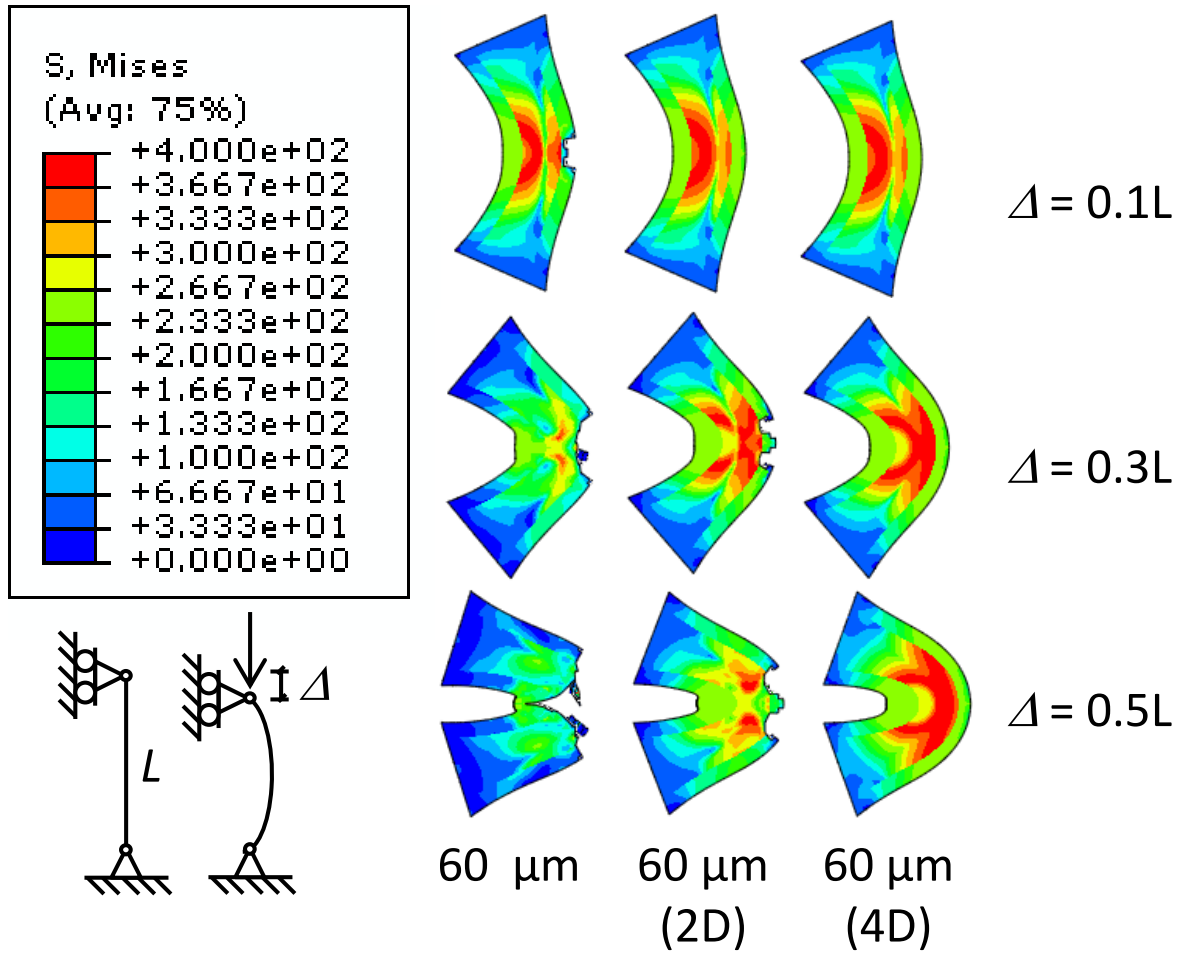 S, Mises
(Avg: 75%)
+4.000e+02
+3.667e+02
+3.333e+02
+3.000e+02
+2.667e+02
+2.333e+02
+2.000e+02
+1.667e+02
+1.333e+02
+1.000e+02
+6.667e+01
+3.333e+01
+0.000e+00
Δ = 0.1L
Δ = 0.3L
Δ = 0.5L
Δ
L
60 μm
60 μm
(2D)
60 μm
(4D)